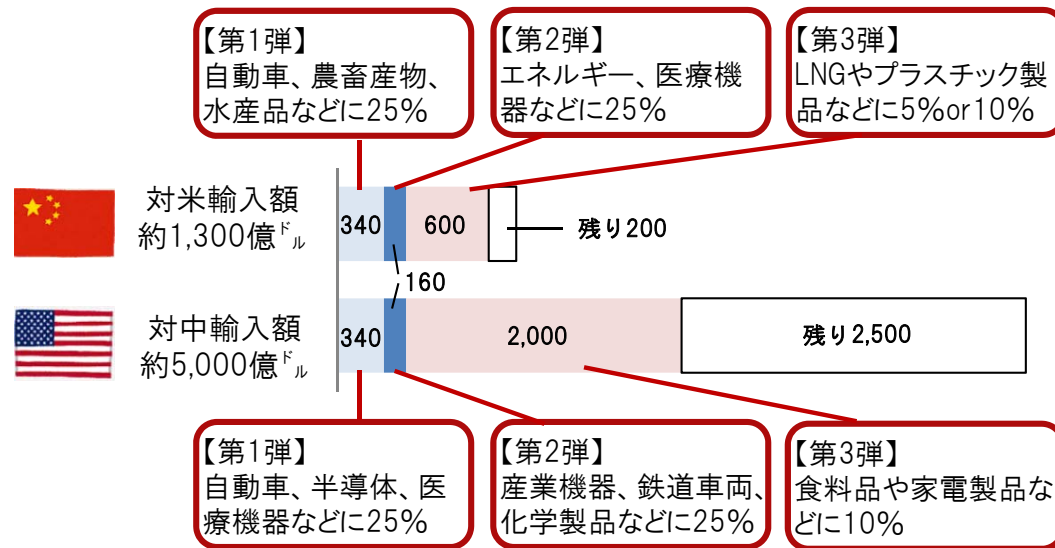 【第1弾】
自動車、農畜産物、
水産品などに25%
【第2弾】
エネルギー、医療機
器などに25%
【第3弾】
LNGやプラスチック製
品などに5%or10%
対米輸入額
約1,300億㌦
340
600
残り200
160
対中輸入額
約5,000億㌦
340
2,000
残り2,500
【第1弾】
自動車、半導体、医
療機器などに25%
【第2弾】
産業機器、鉄道車両、
化学製品などに25%
【第3弾】
食料品や家電製品な
どに10%